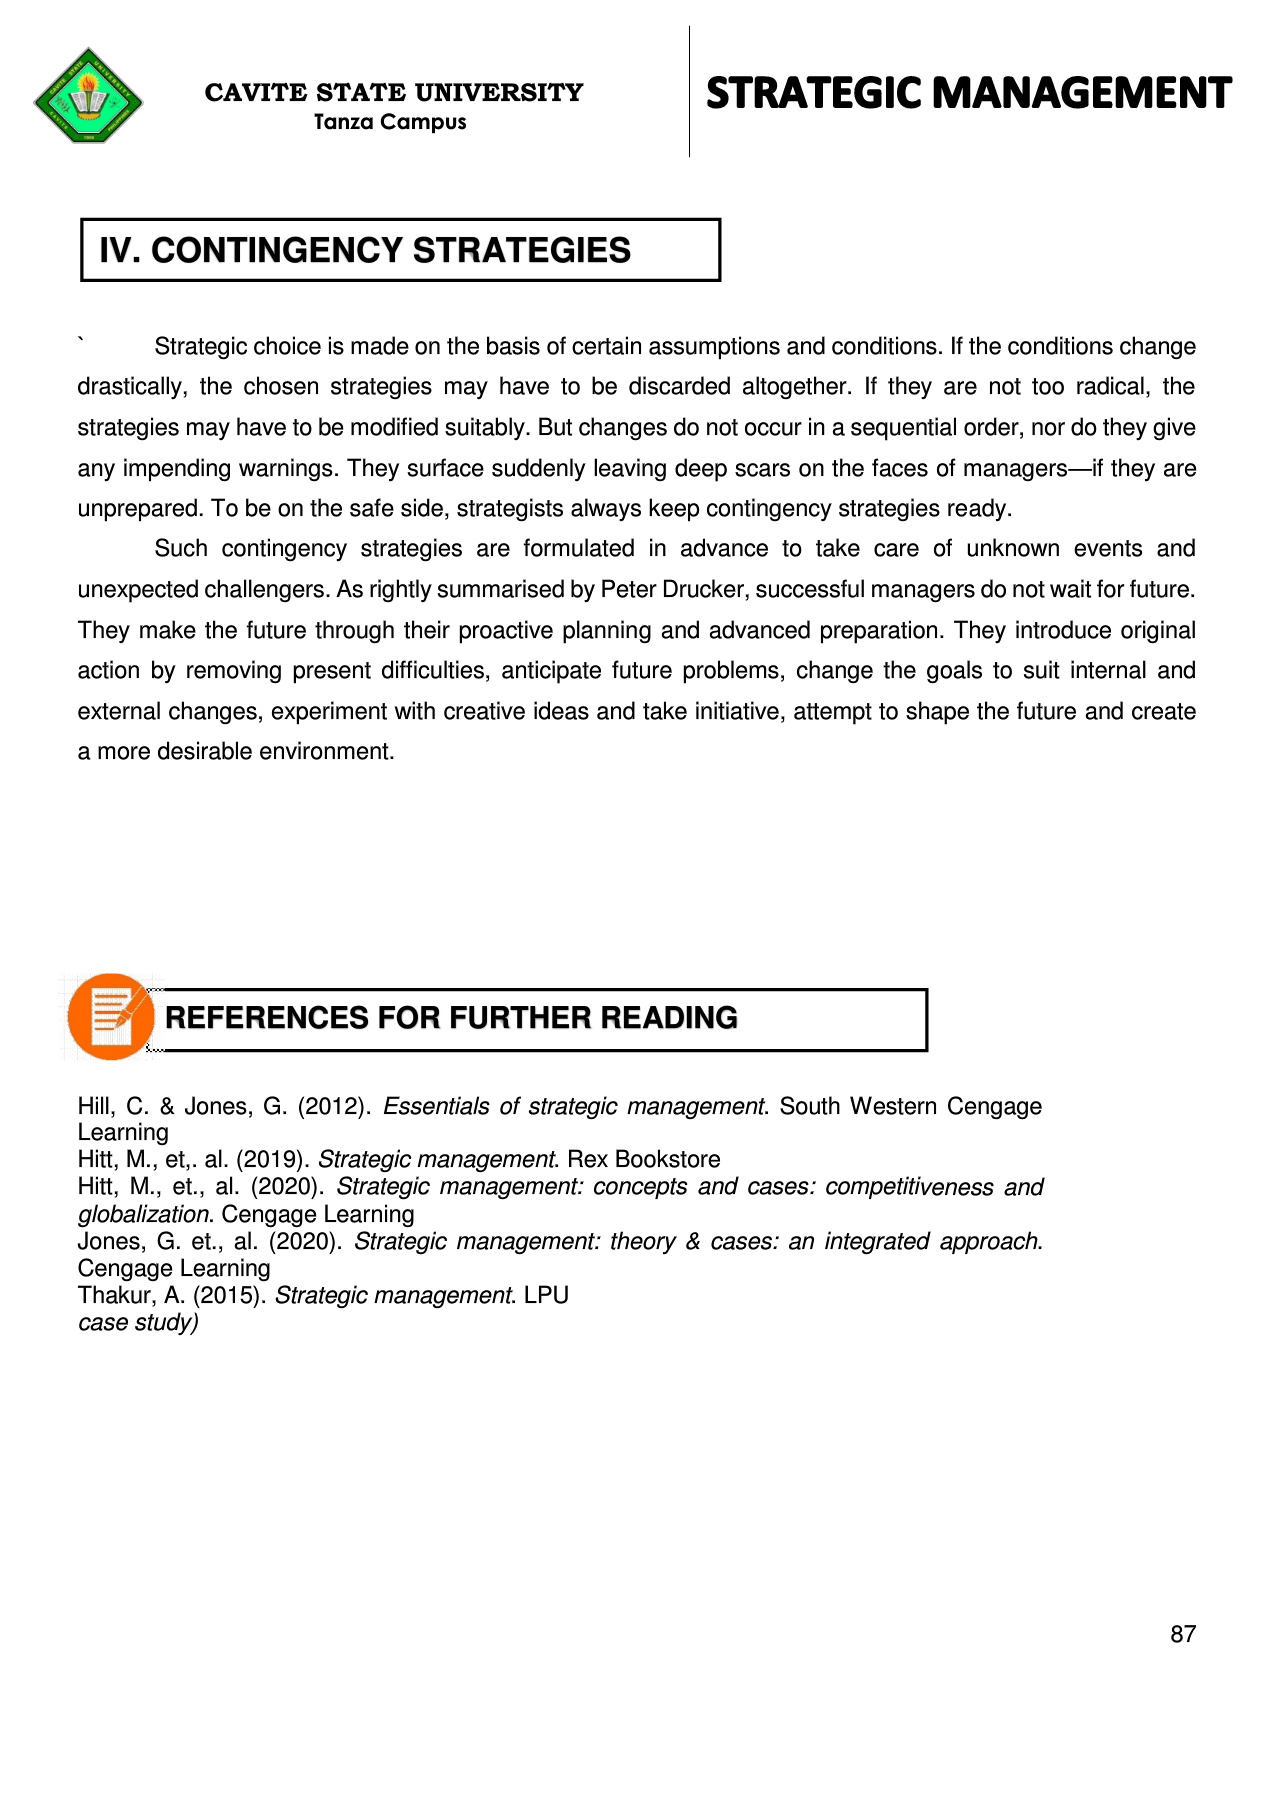 CAVITE STATE UNIVERSITY
Tanza Campus
STRATEGIC MANAGEMENT
IV. CONTINGENCY STRATEGIES
` Strategic choice is made on the basis of certain assumptions and conditions. If the conditions change
drastically, the chosen strategies may have to be discarded altogether. If they are not too radical, the
strategies may have to be modified suitably. But changes do not occur in a sequential order, nor do they give
any impending warnings. They surface suddenly leaving deep scars on the faces of managers—if they are
unprepared. To be on the safe side, strategists always keep contingency strategies ready.
Such contingency strategies are formulated in advance to take care of unknown events and
unexpected challengers. As rightly summarised by Peter Drucker, successful managers do not wait for future.
They make the future through their proactive planning and advanced preparation. They introduce original
action by removing present difficulties, anticipate future problems, change the goals to suit internal and
external changes, experiment with creative ideas and take initiative, attempt to shape the future and create
a more desirable environment.
REFERENCES FOR FURTHER READING
Hill, C. & Jones, G. (2012). Essentials of strategic management. South Western Cengage
Learning
Hitt, M., et,. al. (2019). Strategic management. Rex Bookstore
Hitt, M., et., al. (2020). Strategic management: concepts and cases: competitiveness and
globalization. Cengage Learning
Jones, G. et., al. (2020). Strategic management: theory & cases: an integrated approach.
Cengage Learning
Thakur, A. (2015). Strategic management. LPU
case study)
87